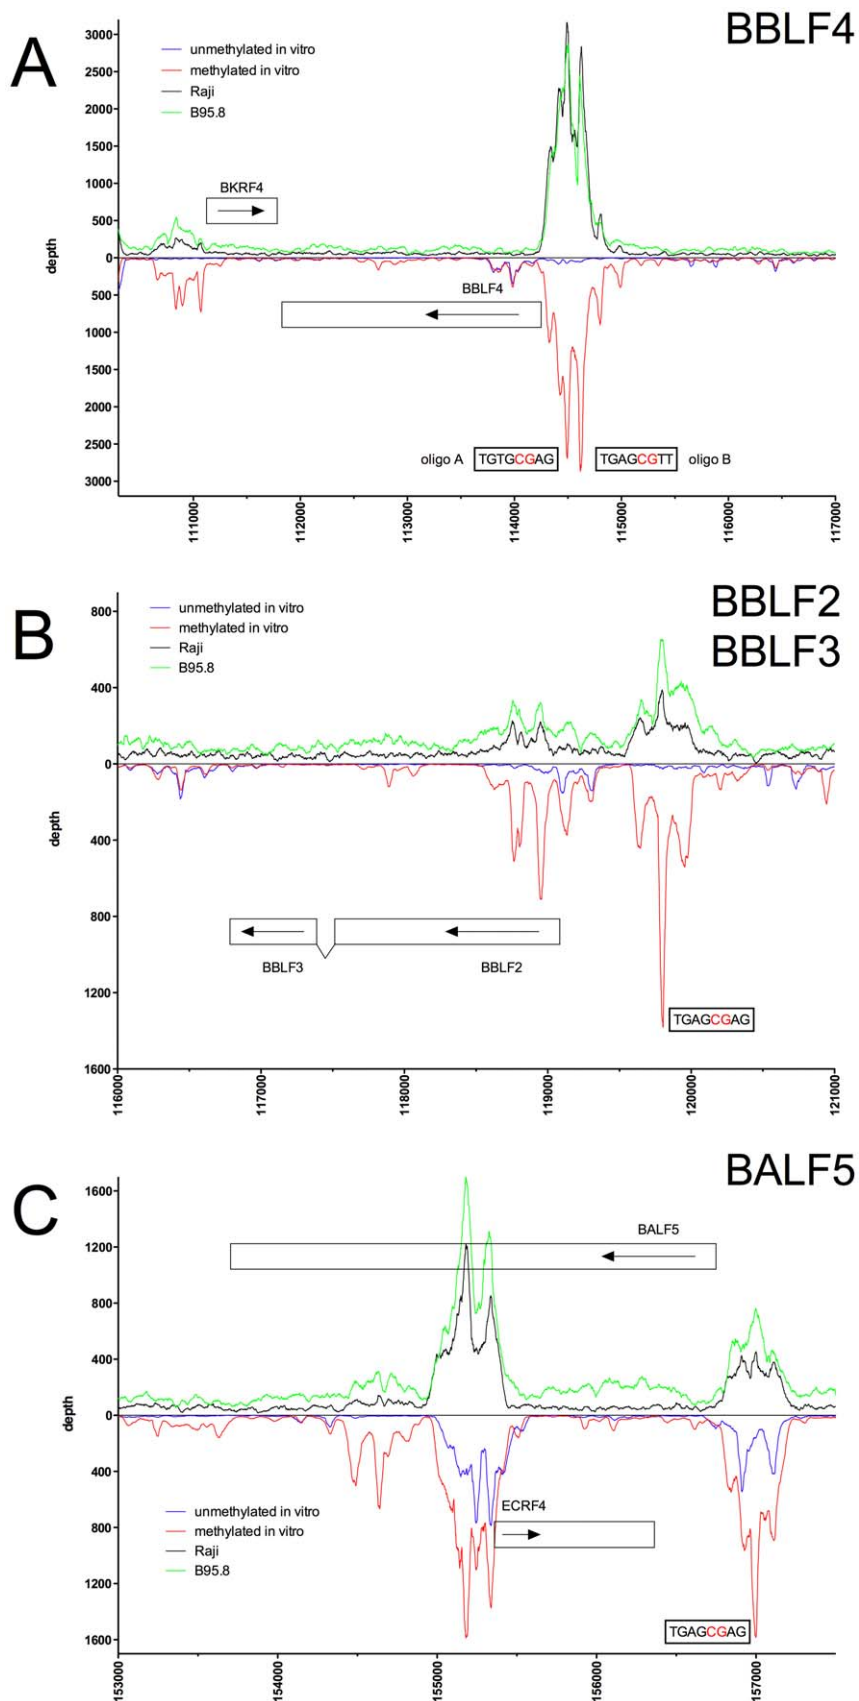 BBLF4
A
unmethylated in vitro
methylated in vitro
Raji
B95.8
3000
2500
2000
1500
1000
500
0
500
1000
1500
2000
2500
3000
depth
BKRF4
BBLF4
oligo A TGTGCGAG TGAGCGTT oligo B
111000 112000 113000 114000 115000 116000 117000
BBLF2
BBLF3
B
unmethylated in vitro
methylated in vitro
Raji
B95.8
800
400
0
400
800
1200
1600
depth
BBLF3 BBLF2
TGAGCGAG
116000 117000 118000 119000 120000 121000
BALF5
C
1600
1200
800
400
0
400
800
1200
1600
depth
BALF5
ECRF4
unmethylated in vitro
methylated in vitro
Raji
B95.8
TGAGCGAG
153000 154000 155000 156000 157000